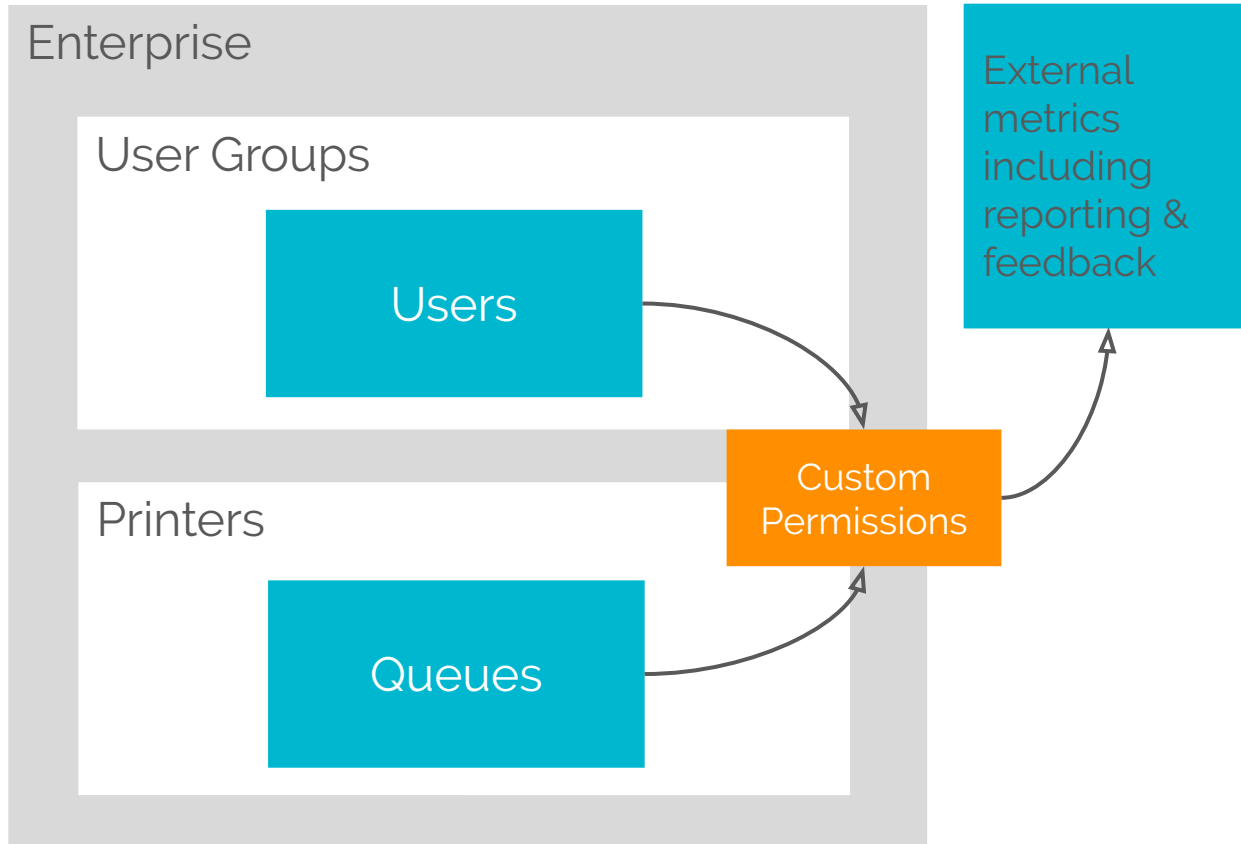 Enterprise
User Groups
Users
External
metrics
including
reporting &
feedback
Custom
Permissions
Printers
Queues